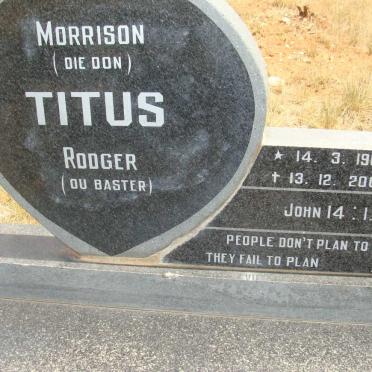 MORRISON
(DIE DON)
TITUS
RODGER
(OU BASTER)
★ 14. 3. 19
✝ 13. 12. 20
JOHN 14:1
PEOPLE DON'T PLAN TO
THEY FAIL TO PLAN